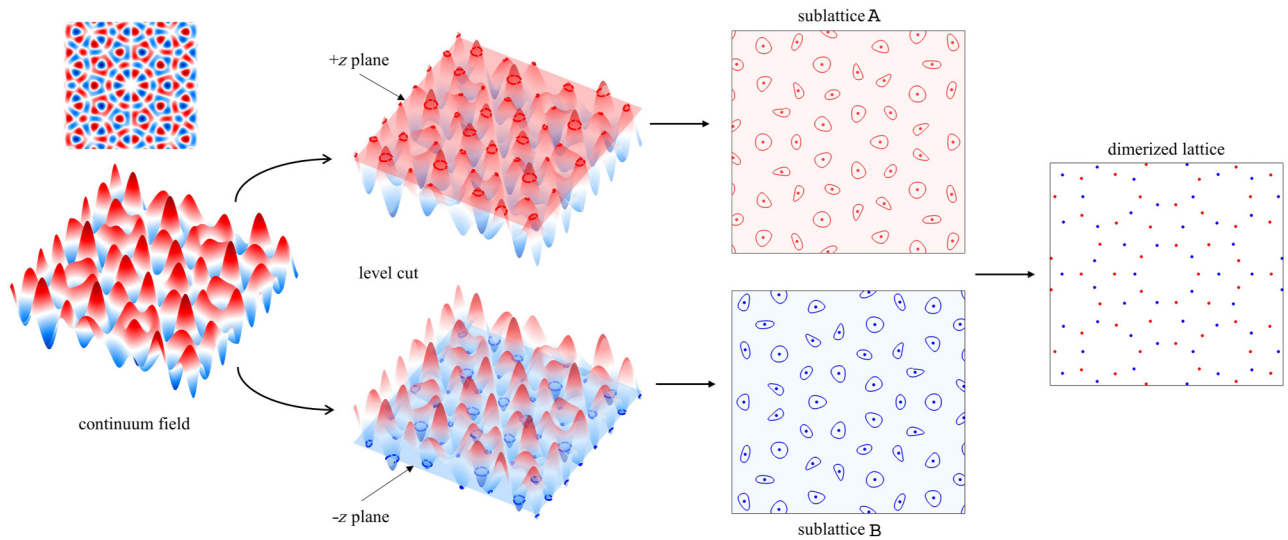 sublattice A
+z plane
dimerized lattice
level cut
continuum field
-z plane
sublattice B